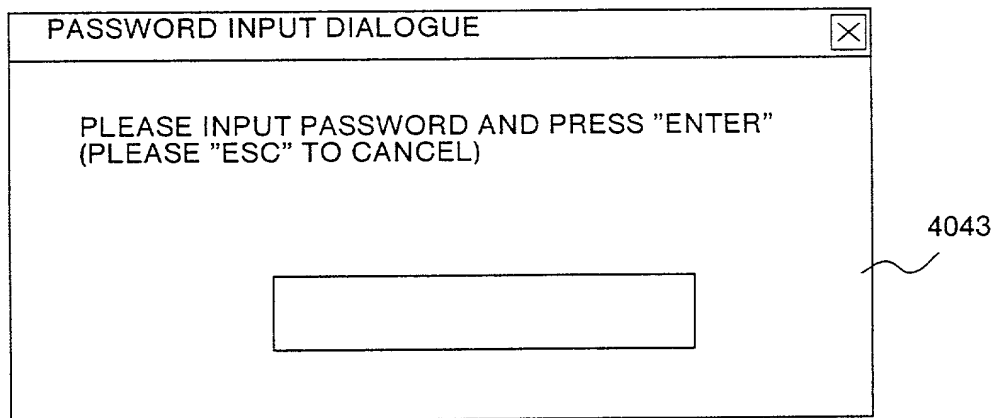 PASSWORD INPUT DIALOGUE
PLEASE INPUT PASSWORD AND PRESS "ENTER"
(PLEASE "ESC" TO CANCEL)
4043